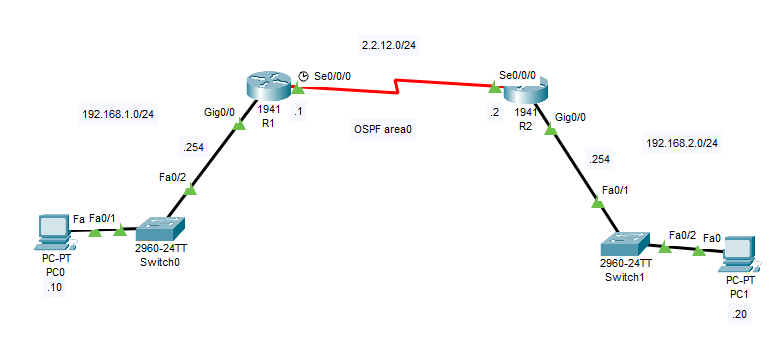 2.2.12.0/24
Se0/0/0
Se0/0/0
1941
R1
.1
.2
1941
R2
192.168.1.0/24
Gig0/0
Gig0/0
OSPF area0
.254
192.168.2.0/24
.254
Fa0/2
Fa0/1
Fa
Fa0/1
Fa0/2
Fa0
2960-24TT
Switch0
PC-PT
PC0
.10
2960-24TT
Switch1
PC-PT
PC1
.20